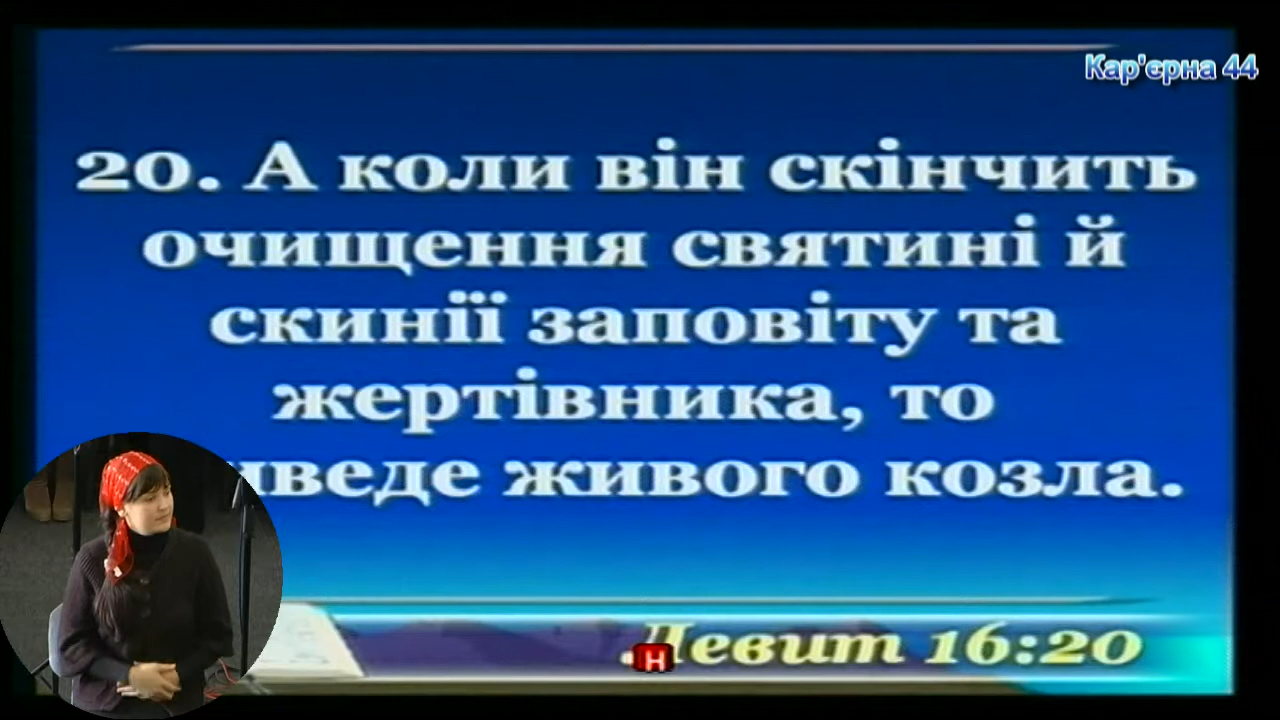 Кар'єрна 44
20. А коли він скінчить
очищення святині й
скинії заповіту та
жертівника, то
живого козла.
Левит 16:20
н